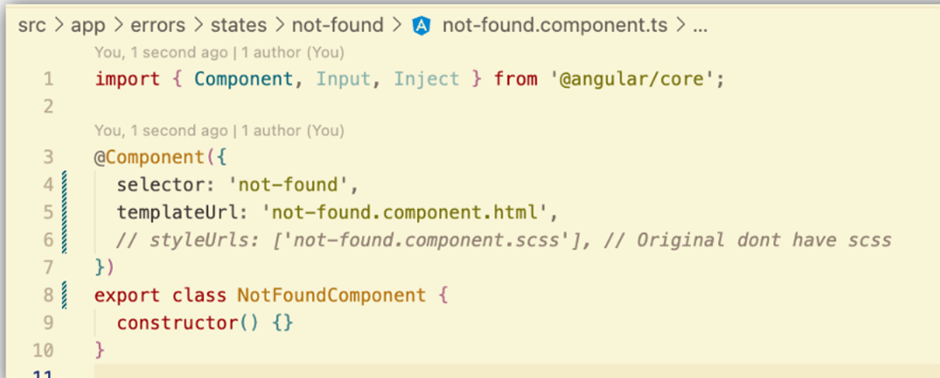 src > app > errors > states > not-found > not-found.component.ts > ...
You, 1 second ago | 1 author (You)
1 import { Component, Input, Inject } from '@angular/core';
2
You, 1 second ago | 1 author (You)
3 @Component({
4 selector: 'not-found',
5 templateUrl: 'not-found.component.html',
6 // styleUrls: ['not-found.component.scss'], // Original dont have scss
7 })
8 export class NotFoundComponent {
9 constructor() {}
10 }
11